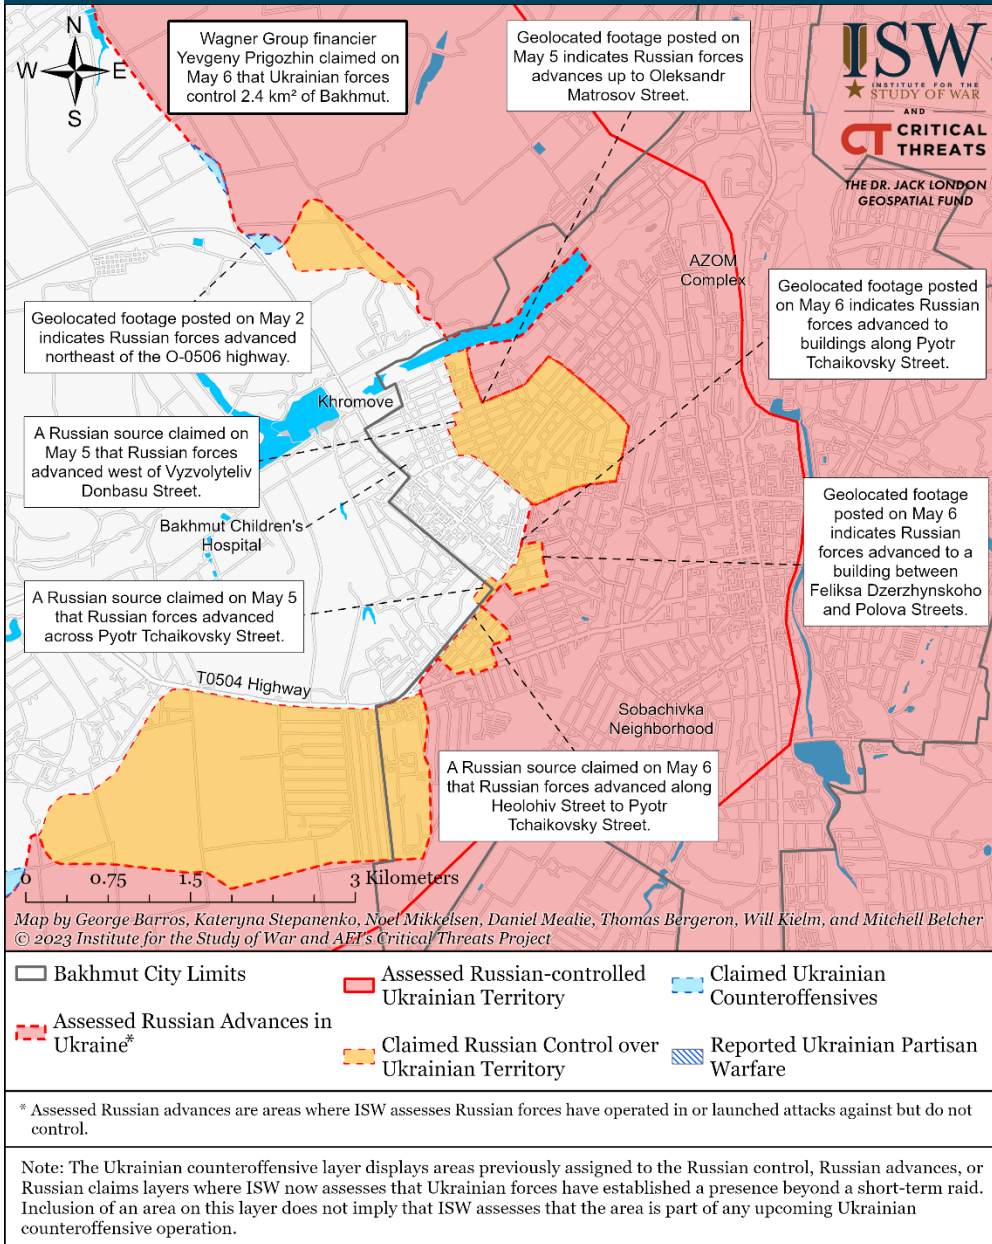 N
W
E
S
Wagner Group financier
Yevgeny Prigozhin claimed on
May 6 that Ukrainian forces
control 2.4 km² of Bakhmut.
Geolocated footage posted on
May 5 indicates Russian forces
advances up to Oleksandr
Matrosov Street.
ISW
INSTITUTE FOR THE
STUDY OF WAR
AND
CT CRITICAL
THREATS
THE DR. JACK LONDON
GEOSPATIAL FUND
AZOM
Complex
Geolocated footage posted
on May 6 indicates Russian
forces advanced to
buildings along Pyotr
Tchaikovsky Street.
Geolocated footage posted on May 2
indicates Russian forces advanced
northeast of the O-0506 highway.
Khromove
A Russian source claimed on
May 5 that Russian forces
advanced west of Vyzvolyteliv
Donbasu Street.
Bakhmut Children's
Hospital
Geolocated footage
posted on May 6
indicates Russian
forces advanced to a
building between
Feliksa Dzerzhynskoho
and Polova Streets.
A Russian source claimed on May 5
that Russian forces advanced
across Pyotr Tchaikovsky Street.
T0504 Highway
Sobachivka
Neighborhood
A Russian source claimed on May 6
that Russian forces advanced along
Heolohiv Street to Pyotr
Tchaikovsky Street.
0 0.75 1.5 3 Kilometers
Map by George Barros, Kateryna Stepanenko, Noel Mikkelsen, Daniel Mealie, Thomas Bergeron, Will Kielm, and Mitchell Belcher
© 2023 Institute for the Study of War and AEI's Critical Threats Project
Bakhmut City Limits
Assessed Russian Advances in
Ukraine*
Assessed Russian-controlled
Ukrainian Territory
Claimed Russian Control over
Ukrainian Territory
Claimed Ukrainian
Counteroffensives
Reported Ukrainian Partisan
Warfare
* Assessed Russian advances are areas where ISW assesses Russian forces have operated in or launched attacks against but do not
control.
Note: The Ukrainian counteroffensive layer displays areas previously assigned to the Russian control, Russian advances, or
Russian claims layers where ISW now assesses that Ukrainian forces have established a presence beyond a short-term raid.
Inclusion of an area on this layer does not imply that ISW assesses that the area is part of any upcoming Ukrainian
counteroffensive operation.